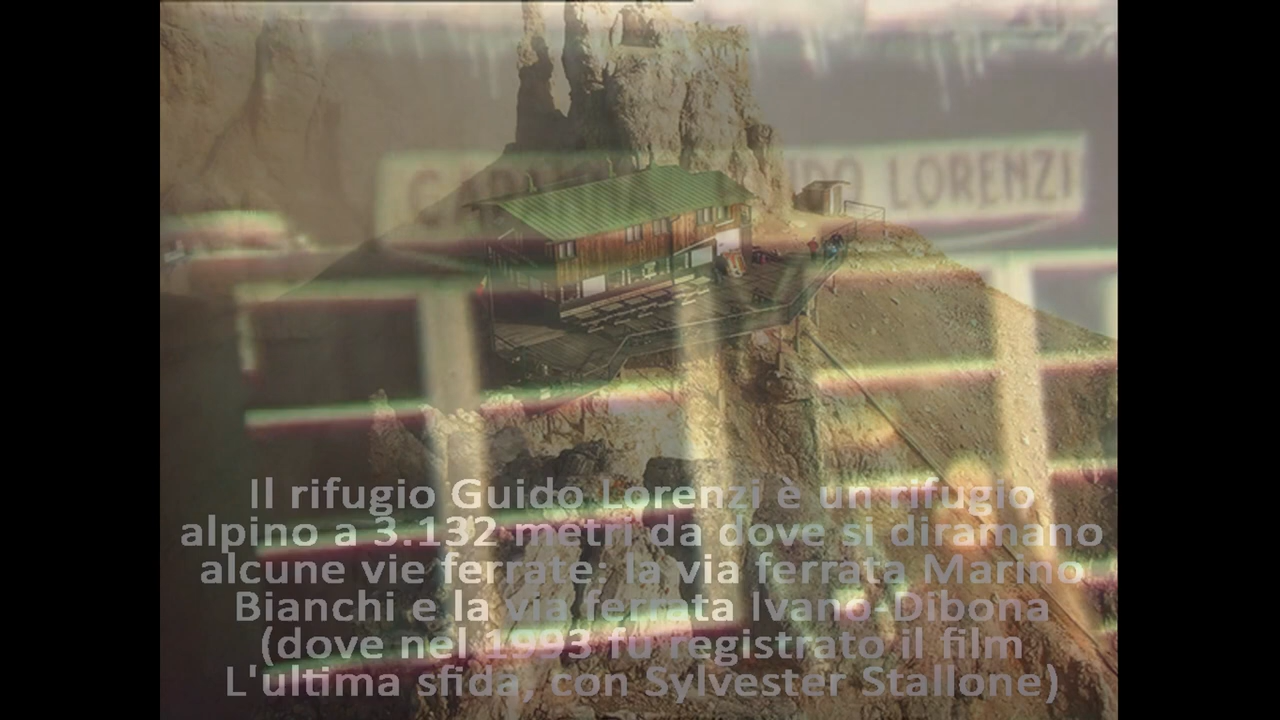 GUIDO LORENZI
Il rifugio Guido Lorenzi è un rifugio
alpino a 3.132 metri da dove si diramano
alcune vie ferrate: la via ferrata Marino
Bianchi e la via ferrata Ivano-Dibona
(dove nel 1993 fu registrato il film
L'ultima sfida, con Sylvester Stallone)